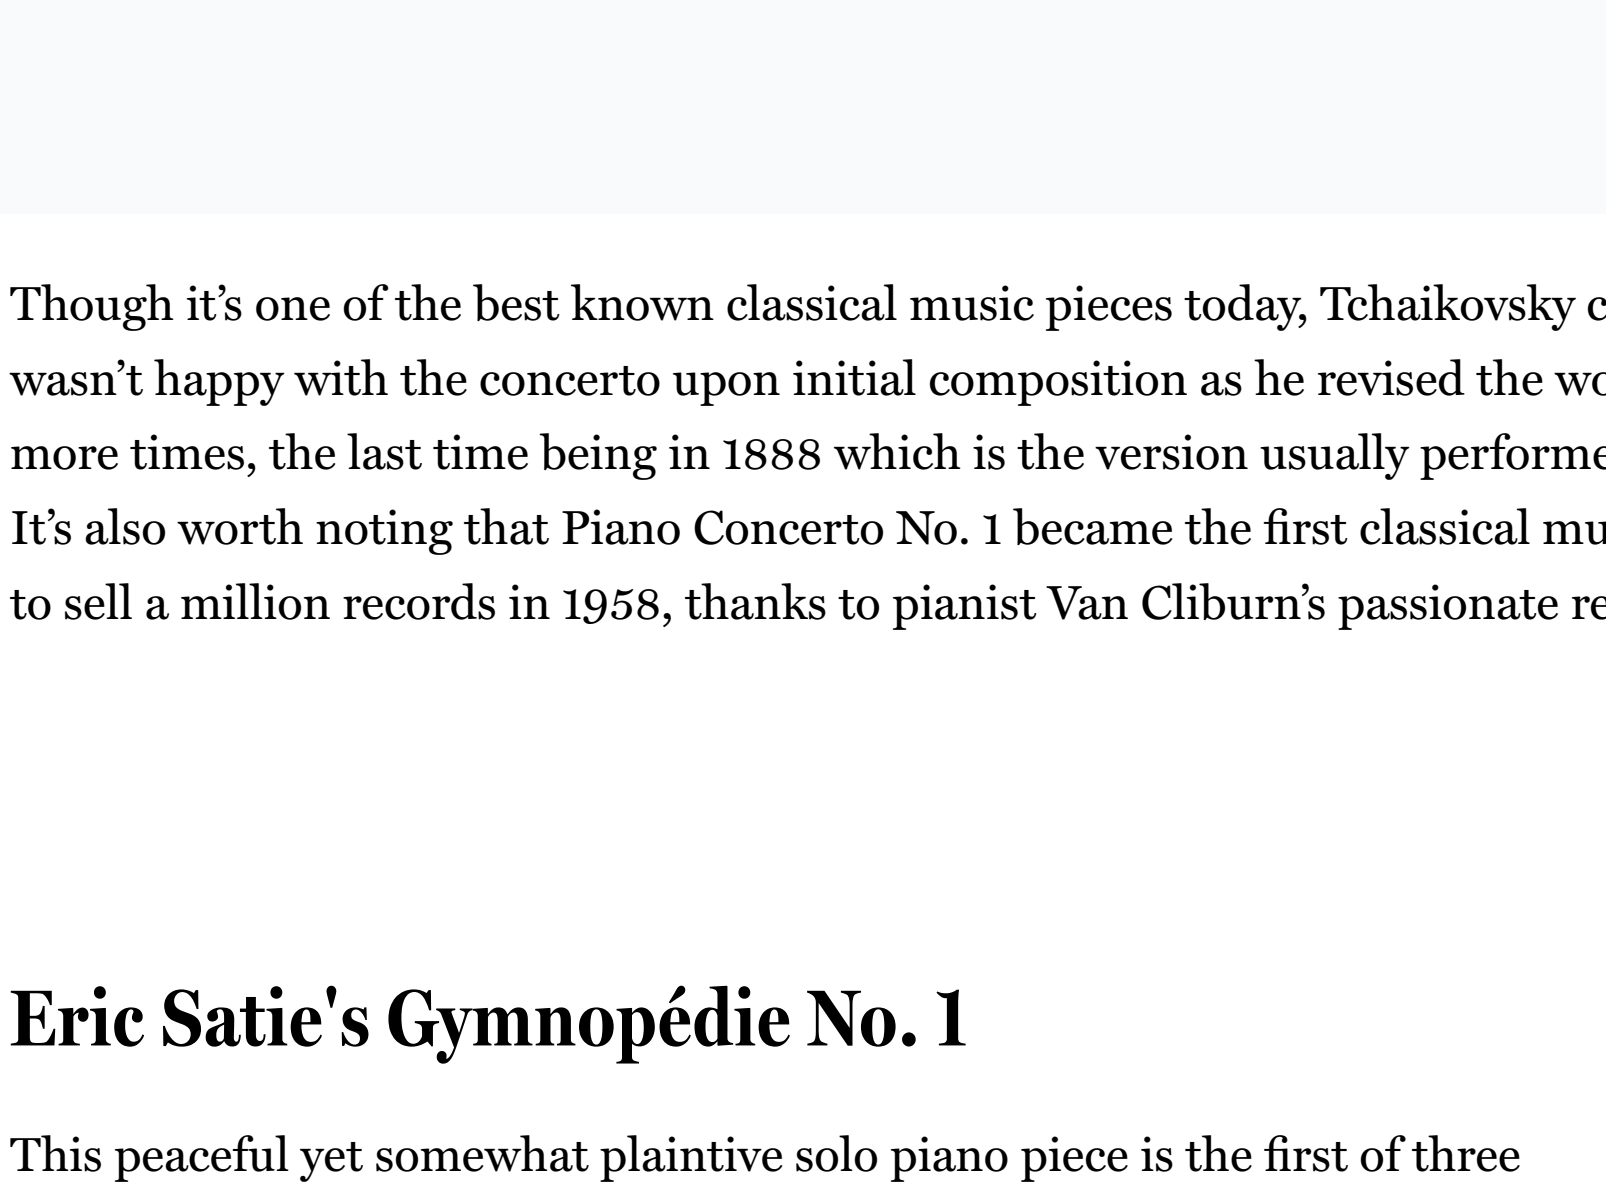 Though it’s one of the best known classical music pieces today, Tchaikovsky
wasn’t happy with the concerto upon initial composition as he revised the
more times, the last time being in 1888 which is the version usually
It’s also worth noting that Piano Concerto No. 1 became the first classical
to sell a million records in 1958, thanks to pianist Van Cliburn’s passionate
Eric Satie's Gymnopédie No. 1
This peaceful yet somewhat plaintive solo piano piece is the first of three